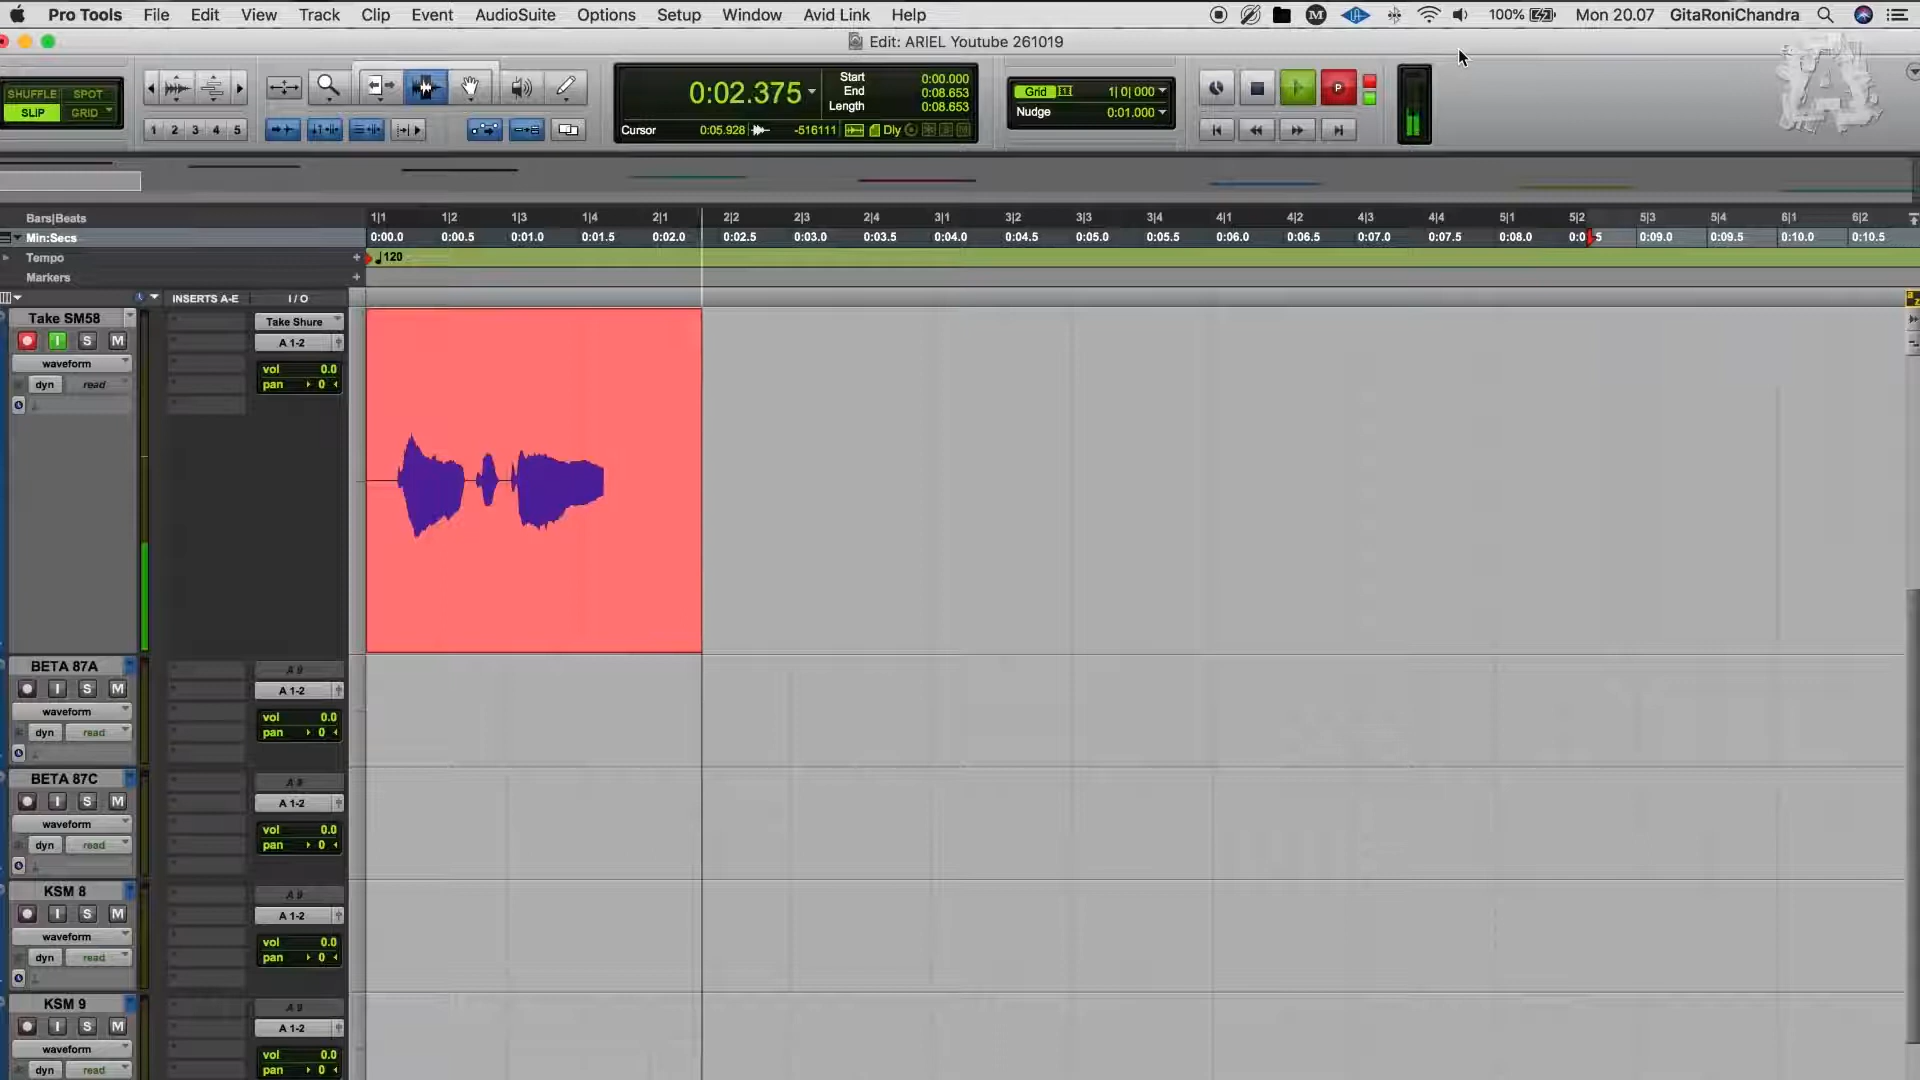 Pro Tools File Edit View Track Clip Event AudioSuite Options Setup Window Avid Link Help 100% Mon 20.07 GitaRoniChandra
Edit: ARIEL Youtube 261019
SHUFFLE SPOT
SLIP GRID
1 2 3 4 5
0:02.375
Start 0:00.000
End 0:08.653
Length 0:08.653
Cursor 0:05.928 -516111 Dly
Grid 1| 0| 000
Nudge 0:01.000
P
Bars|Beats 1|1 1|2 1|3 1|4 2|1 2|2 2|3 2|4 3|1 3|2 3|3 3|4 4|1 4|2 4|3 4|4 5|1 5|2 5|3 5|4 6|1 6|2
Min:Secs 0:00.0 0:00.5 0:01.0 0:01.5 0:02.0 0:02.5 0:03.0 0:03.5 0:04.0 0:04.5 0:05.0 0:05.5 0:06.0 0:06.5 0:07.0 0:07.5 0:08.0 0:0 5 0:09.0 0:09.5 0:10.0 0:10.5
Tempo 120
Markers
INSERTS A-E I / O
Take SM58 Take Shure
I S M A 1-2
waveform vol 0.0
dyn read pan 0
BETA 87A
I S M A 1-2
waveform vol 0.0
dyn read pan 0
BETA 87C
I S M A 1-2
waveform vol 0.0
dyn read pan 0
KSM 8
I S M A 1-2
waveform vol 0.0
dyn read pan 0
KSM 9
I S M A 1-2
waveform vol 0.0
dyn read pan 0